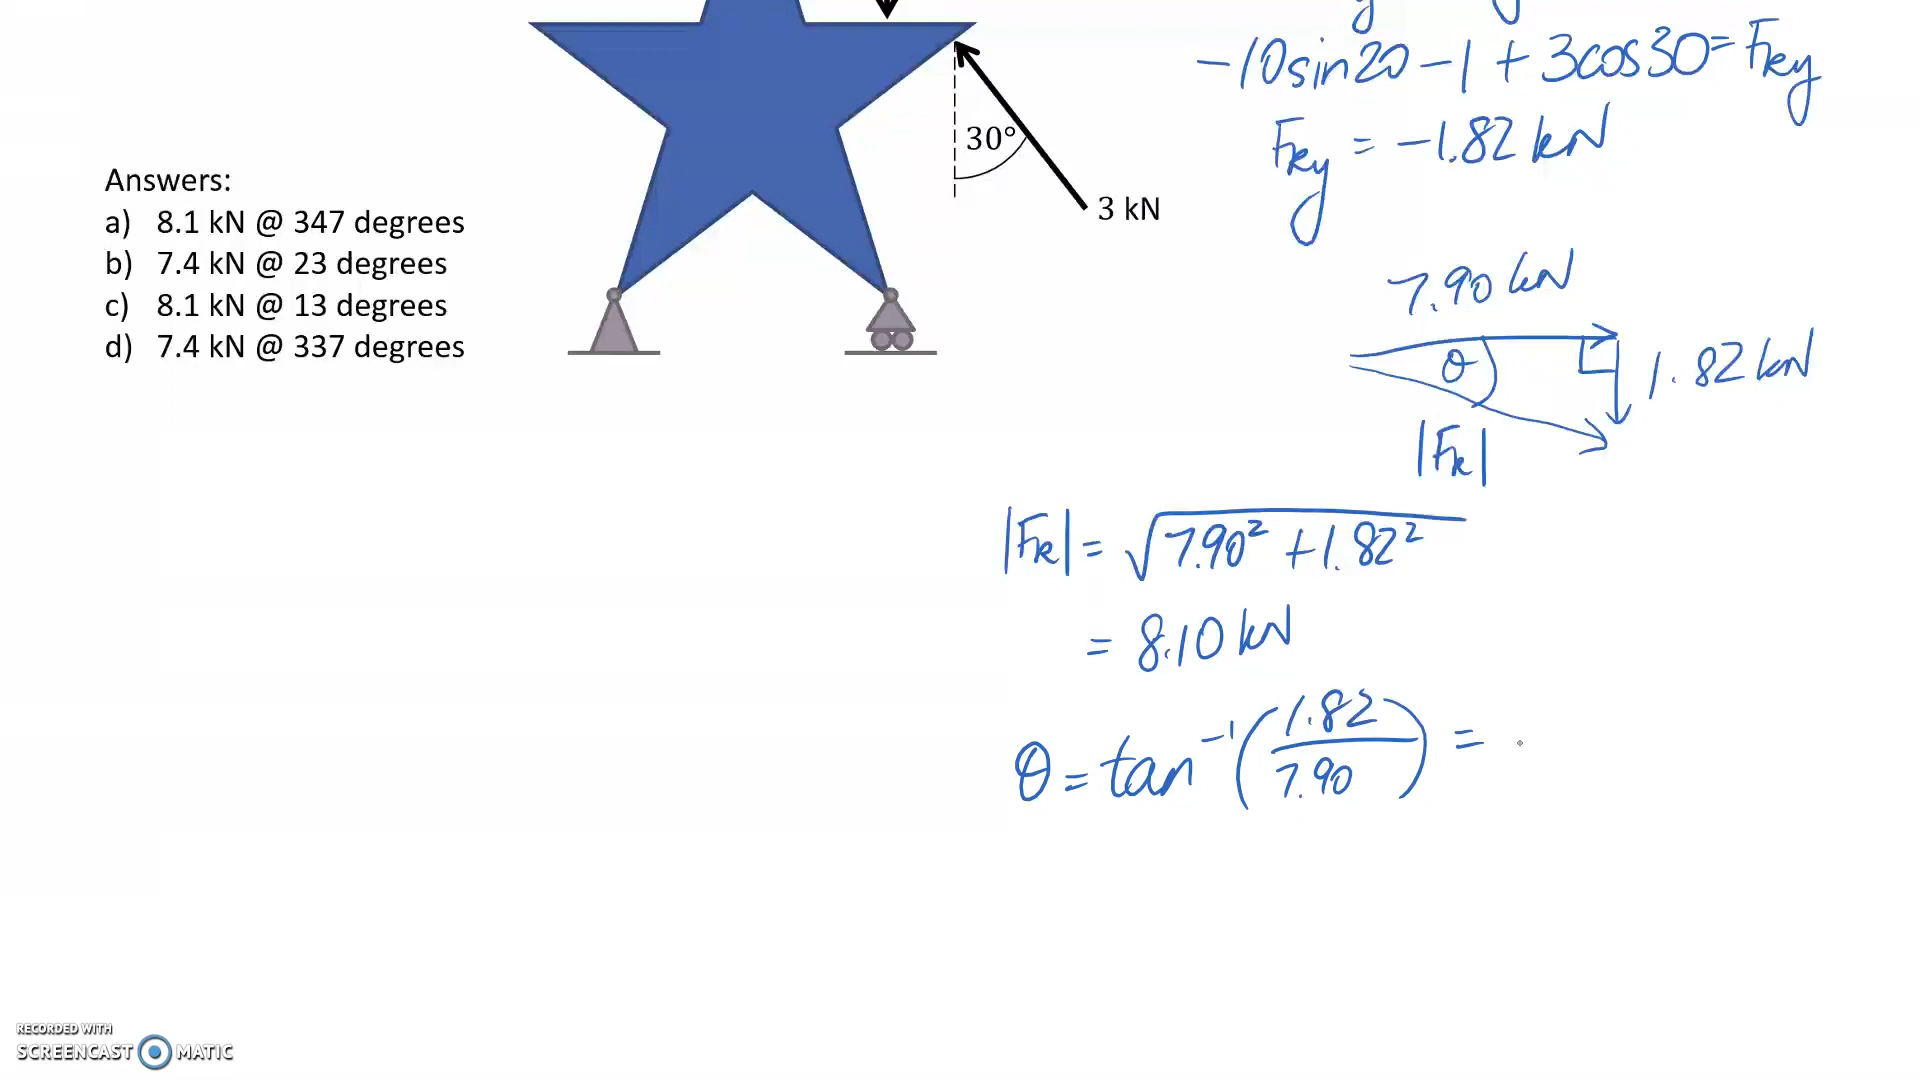 -10sin20-1+3cos30=FRy
FRy = -1.82 kN
30°
3 kN
Answers:
a) 8.1 kN @ 347 degrees
b) 7.4 kN @ 23 degrees
c) 8.1 kN @ 13 degrees
d) 7.4 kN @ 337 degrees
7.90 kN
θ
1.82 kN
|FR|
|FR| = √7.90² + 1.82²
= 8.10 kN
θ = tan⁻¹(1.82/7.90) =
RECORDED WITH
SCREENCAST MATIC